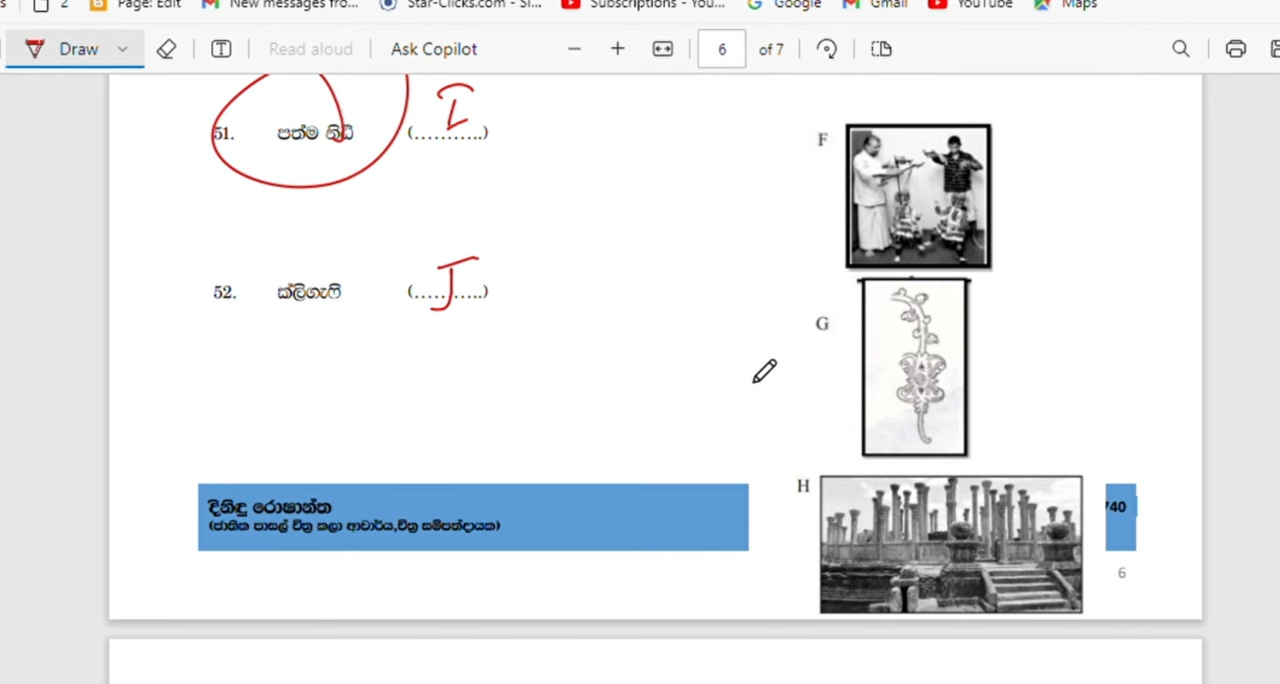 2 Page: Edit New messages fro... Star-Clicks.com - Si... Subscriptions - You... Google Gmail YouTube Maps
Draw Read aloud Ask Copilot 6 of 7
51. පත්ම නිධි (............) I
F
52. ක්ලිගැෆි (............) J
G
H
දිනිඳු රොෂාන්ත
(ජාතික පාසල් චිත්‍ර කලා ආචාර්ය,චිත්‍ර සම්පත්දායක)
740
6